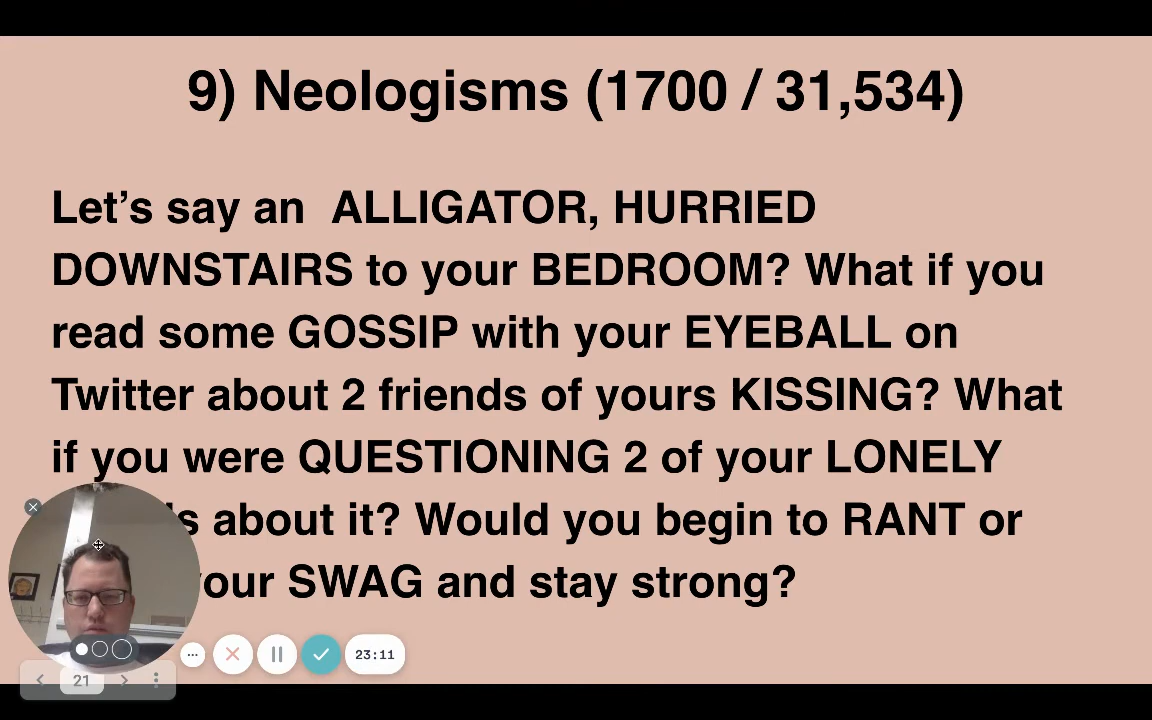 9) Neologisms (1700 / 31,534)
Let’s say an ALLIGATOR, HURRIED
DOWNSTAIRS to your BEDROOM? What if you
read some GOSSIP with your EYEBALL on
Twitter about 2 friends of yours KISSING? What
if you were QUESTIONING 2 of your LONELY
about it? Would you begin to RANT or
your SWAG and stay strong?
23:11
21